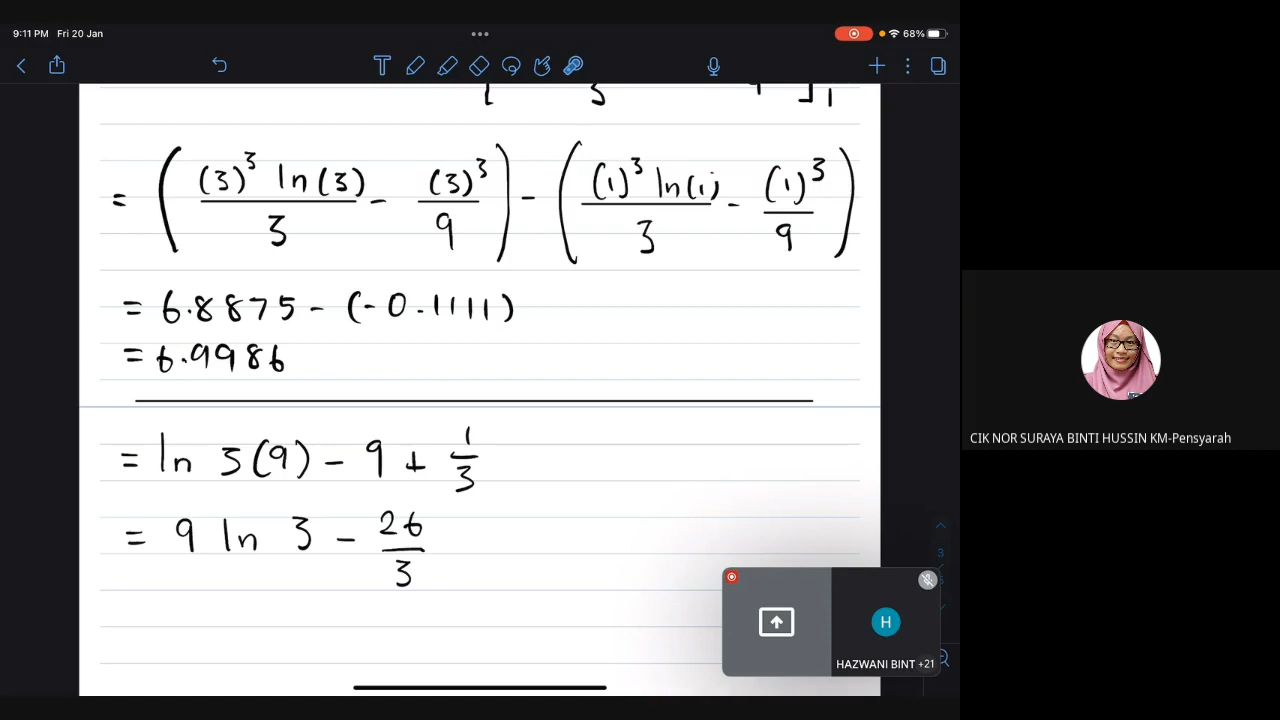 9:11 PM Fri 20 Jan
68%
= ((3)³ ln(3)/3 - (3)³/9) - ((1)³ ln(1)/3 - (1)³/9)
= 6.8875 - (-0.1111)
= 6.9986
= ln 3(9) - 9 + 1/3
= 9 ln 3 - 26/3
H
HAZWANI BINT +21
CIK NOR SURAYA BINTI HUSSIN KM-Pensyarah